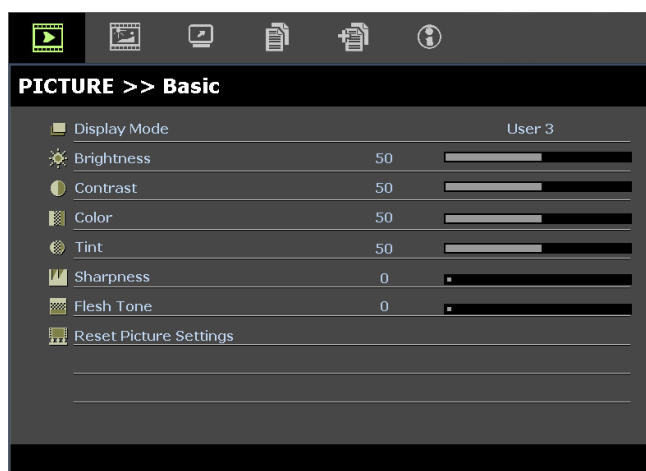 PICTURE >> Basic
Display Mode User 3
Brightness 50
Contrast 50
Color 50
Tint 50
Sharpness 0
Flesh Tone 0
Reset Picture Settings